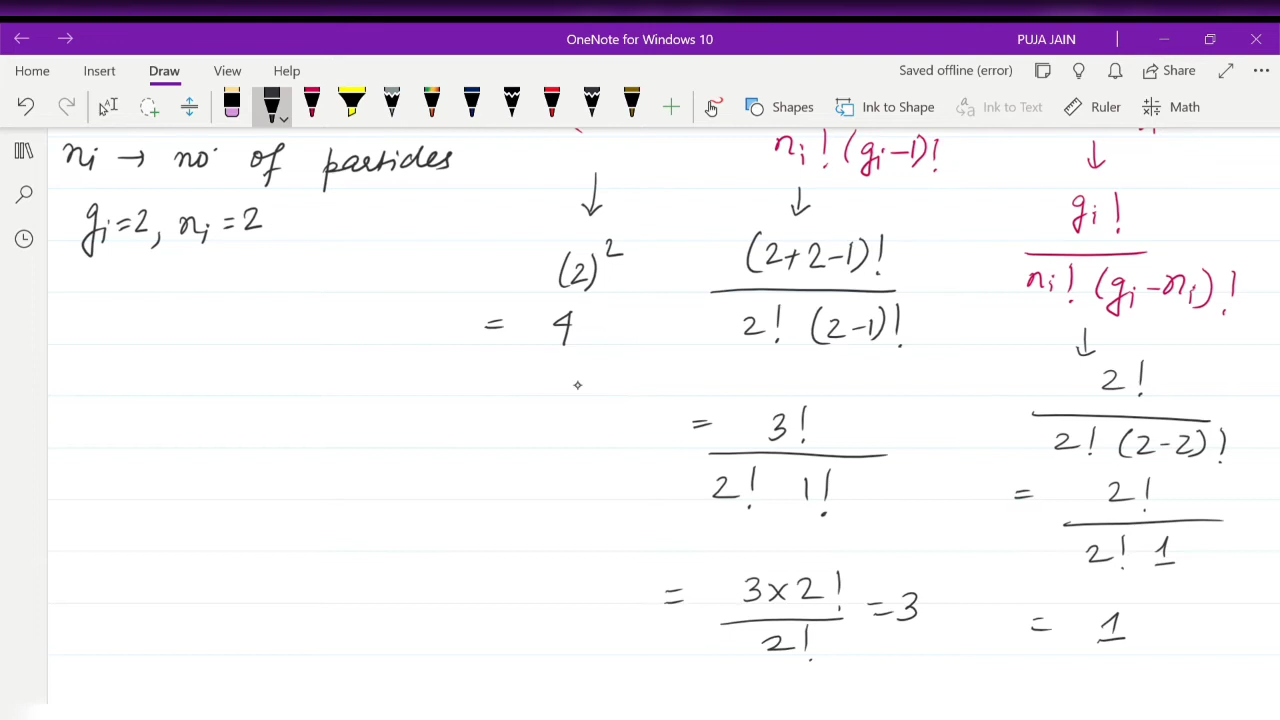 OneNote for Windows 10
PUJA JAIN
Home Insert Draw View Help
Saved offline (error)
Share
Shapes
Ink to Shape
Ink to Text
Ruler
Math
ni → no of particles
gi=2, ni=2
(2)²
= 4
ni! (gi-1)!
(2+2-1)!
2! (2-1)!
= 3!
2! 1!
= 3×2! =3
2!
gi!
ni! (gi-ni)!
2!
2! (2-2)!
= 2!
2! 1
= 1